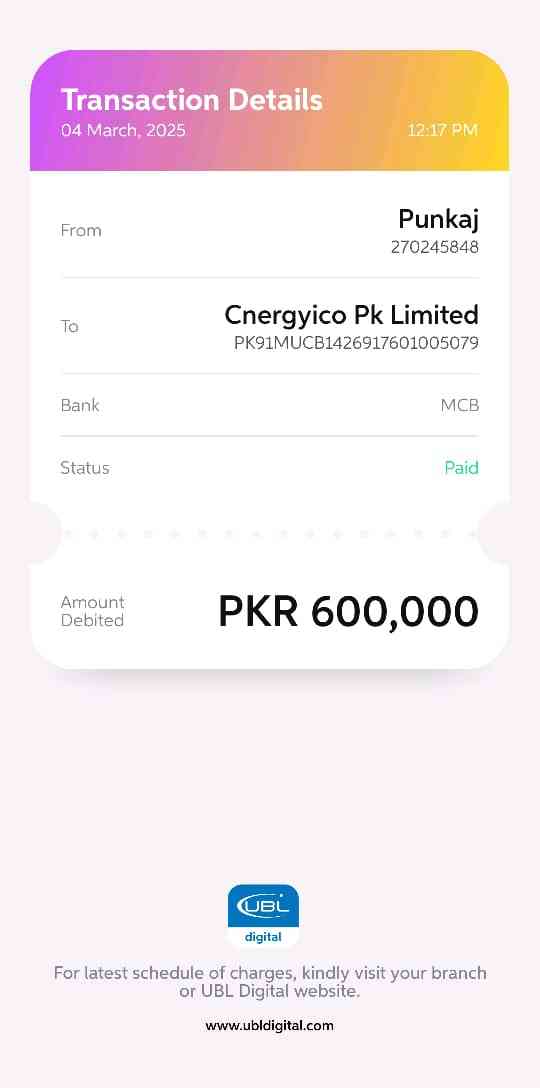 Transaction Details
04 March, 2025 12:17 PM
From Punkaj
270245848
To Cnergyico Pk Limited
PK91MUCB1426917601005079
Bank MCB
Status Paid
Amount
Debited PKR 600,000
UBL
digital
For latest schedule of charges, kindly visit your branch
or UBL Digital website.
www.ubldigital.com